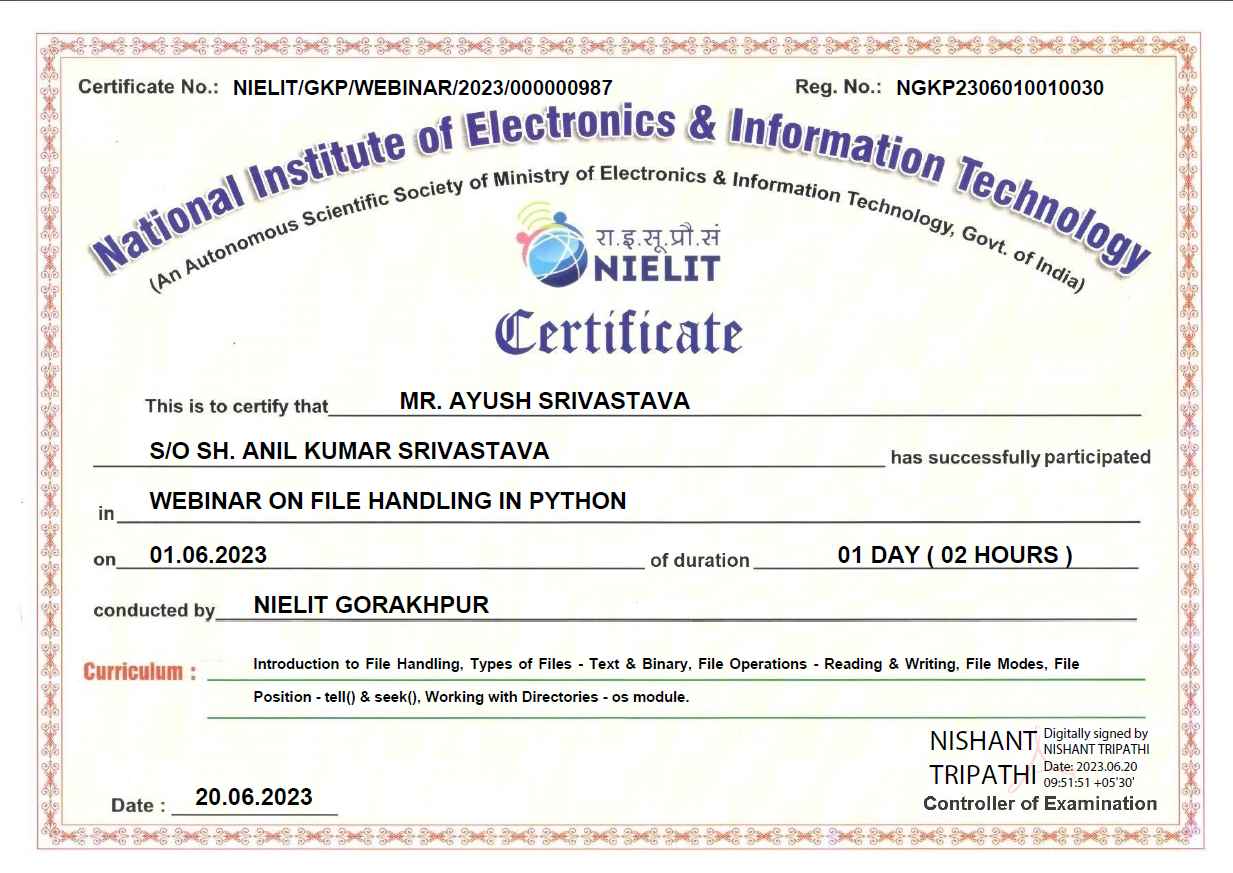 Certificate No.: NIELIT/GKP/WEBINAR/2023/000000987 Reg. No.: NGKP2306010010030
National Institute of Electronics & Information Technology
(An Autonomous Scientific Society of Ministry of Electronics & Information Technology, Govt. of India)
रा.इ.सू.प्रौ.सं
NIELIT
Certificate
This is to certify that MR. AYUSH SRIVASTAVA
S/O SH. ANIL KUMAR SRIVASTAVA has successfully participated
in WEBINAR ON FILE HANDLING IN PYTHON
on 01.06.2023 of duration 01 DAY ( 02 HOURS )
conducted by NIELIT GORAKHPUR
Curriculum : Introduction to File Handling, Types of Files - Text & Binary, File Operations - Reading & Writing, File Modes, File
Position - tell() & seek(), Working with Directories - os module.
NISHANT
TRIPATHI
Digitally signed by
NISHANT TRIPATHI
Date: 2023.06.20
09:51:51 +05'30'
Controller of Examination
Date : 20.06.2023